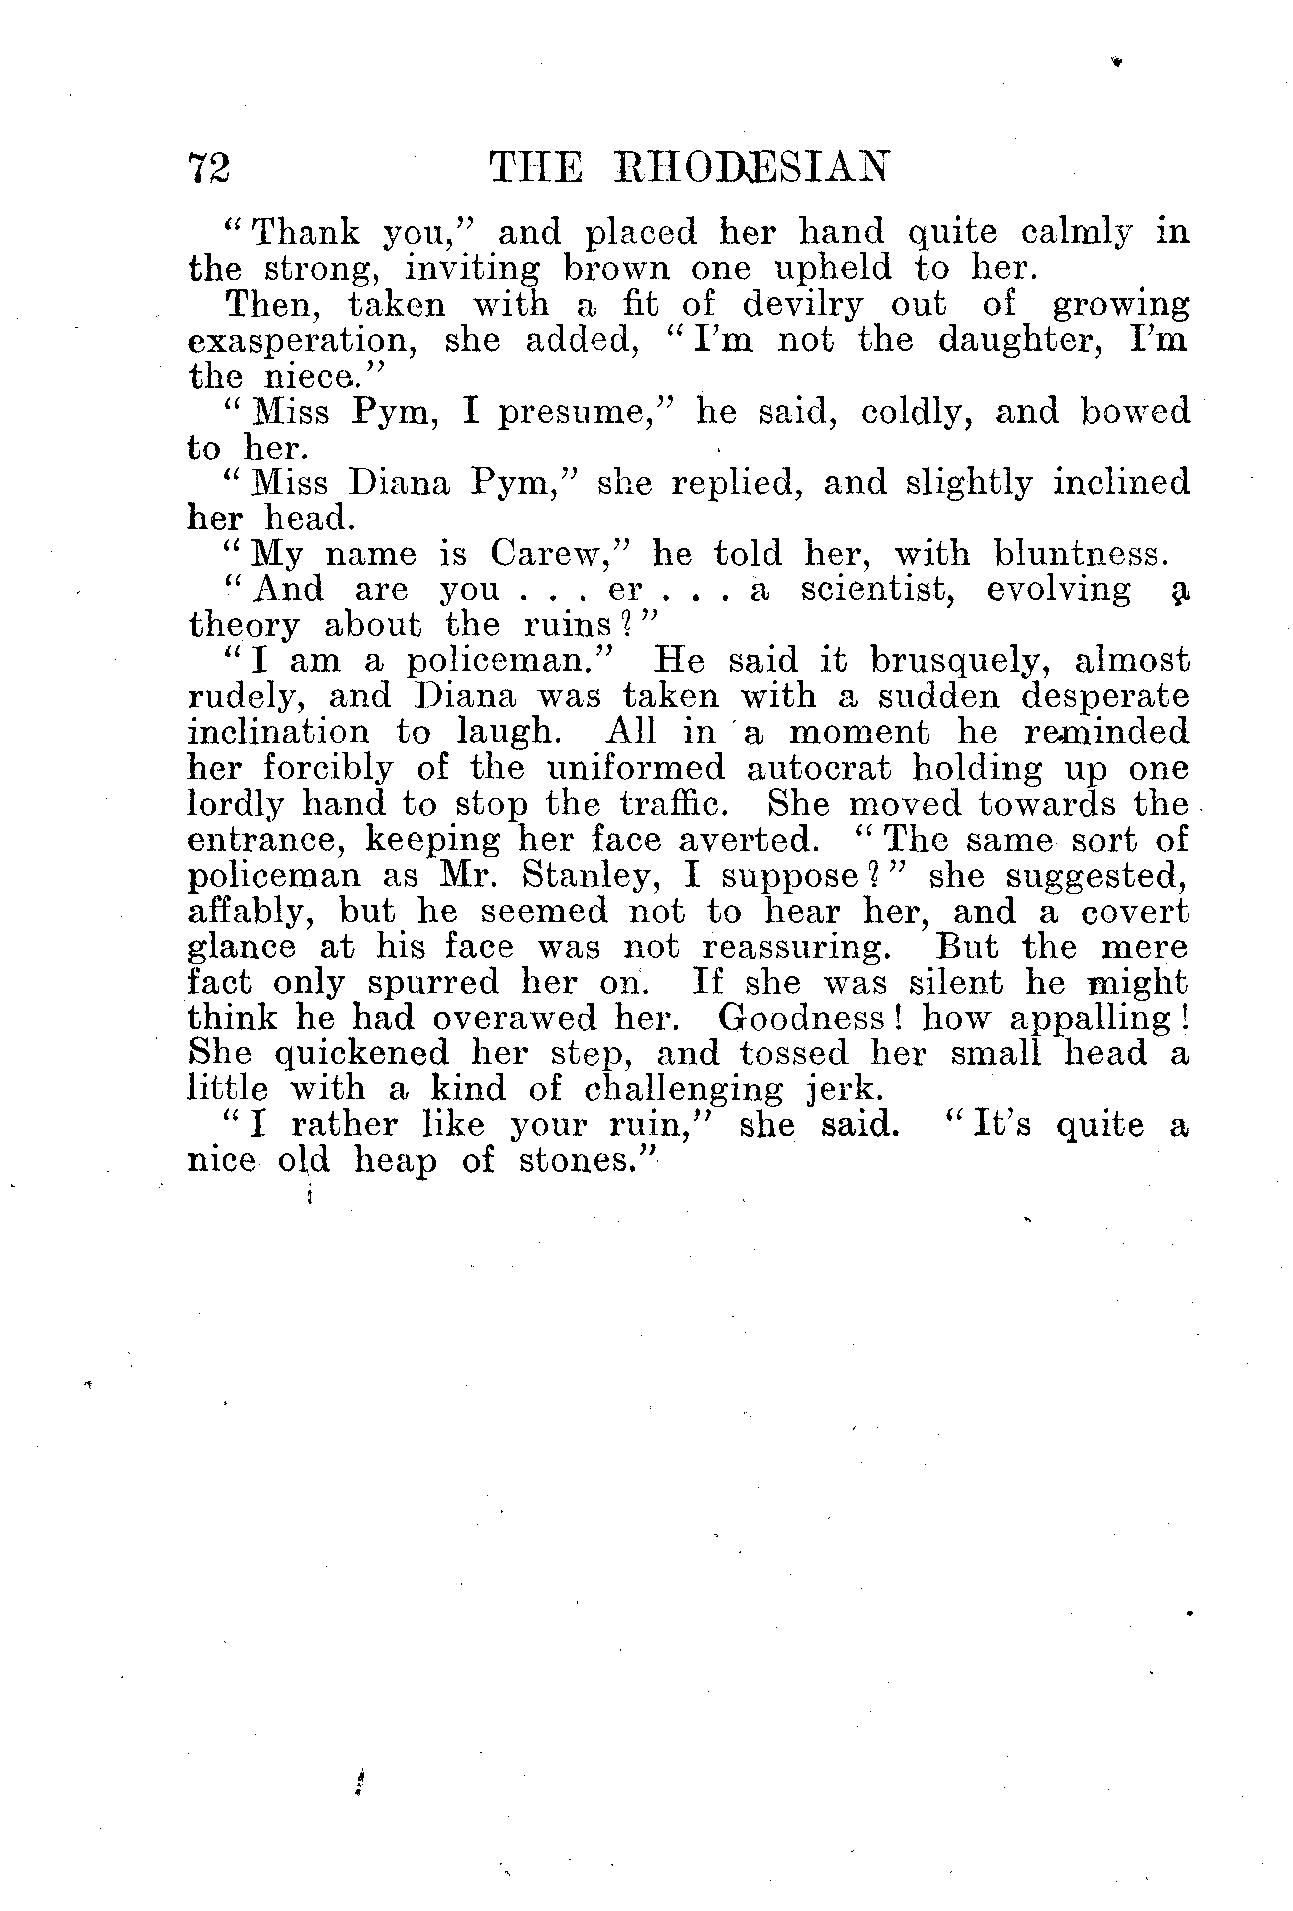 72 THE RHODESIAN
"Thank you," and placed her hand quite calmly in
the strong, inviting brown one upheld to her.
Then, taken with a fit of devilry out of growing
exasperation, she added, "I'm not the daughter, I'm
the niece."
"Miss Pym, I presume," he said, coldly, and bowed
to her.
"Miss Diana Pym," she replied, and slightly inclined
her head.
"My name is Carew," he told her, with bluntness.
"And are you . . . er . . . a scientist, evolving a
theory about the ruins?"
"I am a policeman." He said it brusquely, almost
rudely, and Diana was taken with a sudden desperate
inclination to laugh. All in a moment he reminded
her forcibly of the uniformed autocrat holding up one
lordly hand to stop the traffic. She moved towards the
entrance, keeping her face averted. "The same sort of
policeman as Mr. Stanley, I suppose?" she suggested,
affably, but he seemed not to hear her, and a covert
glance at his face was not reassuring. But the mere
fact only spurred her on. If she was silent he might
think he had overawed her. Goodness! how appalling!
She quickened her step, and tossed her small head a
little with a kind of challenging jerk.
"I rather like your ruin," she said. "It's quite a
nice old heap of stones."